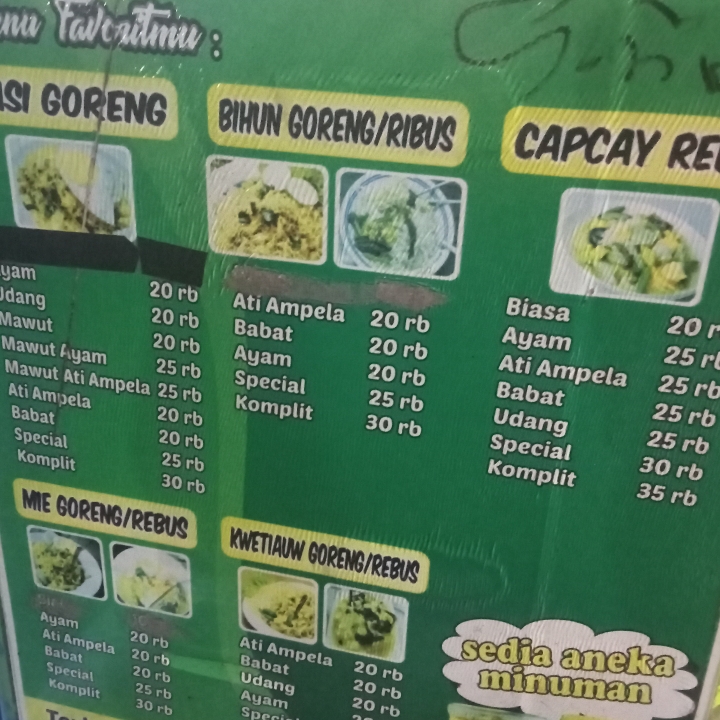 Favoritmu :
ASI GORENG
yam 20 rb
Udang 20 rb
Mawut 20 rb
Mawut Ayam 25 rb
Mawut Ati Ampela 25 rb
Ati Ampela 20 rb
Babat 20 rb
Special 25 rb
Komplit 30 rb
BIHUN GORENG/RIBUS
Ati Ampela 20 rb
Babat 20 rb
Ayam 20 rb
Special 25 rb
Komplit 30 rb
CAPCAY RE
Biasa 20 r
Ayam 25 r
Ati Ampela 25 rb
Babat 25 rb
Udang 25 rb
Special 30 rb
Komplit 35 rb
MIE GORENG/REBUS
Ayam 20 rb
Ati Ampela 20 rb
Babat 20 rb
Special 25 rb
Komplit 30 rb
KWETIAUW GORENG/REBUS
Ati Ampela 20 rb
Babat 20 rb
Udang 20 rb
Ayam
Special
sedia aneka
minuman